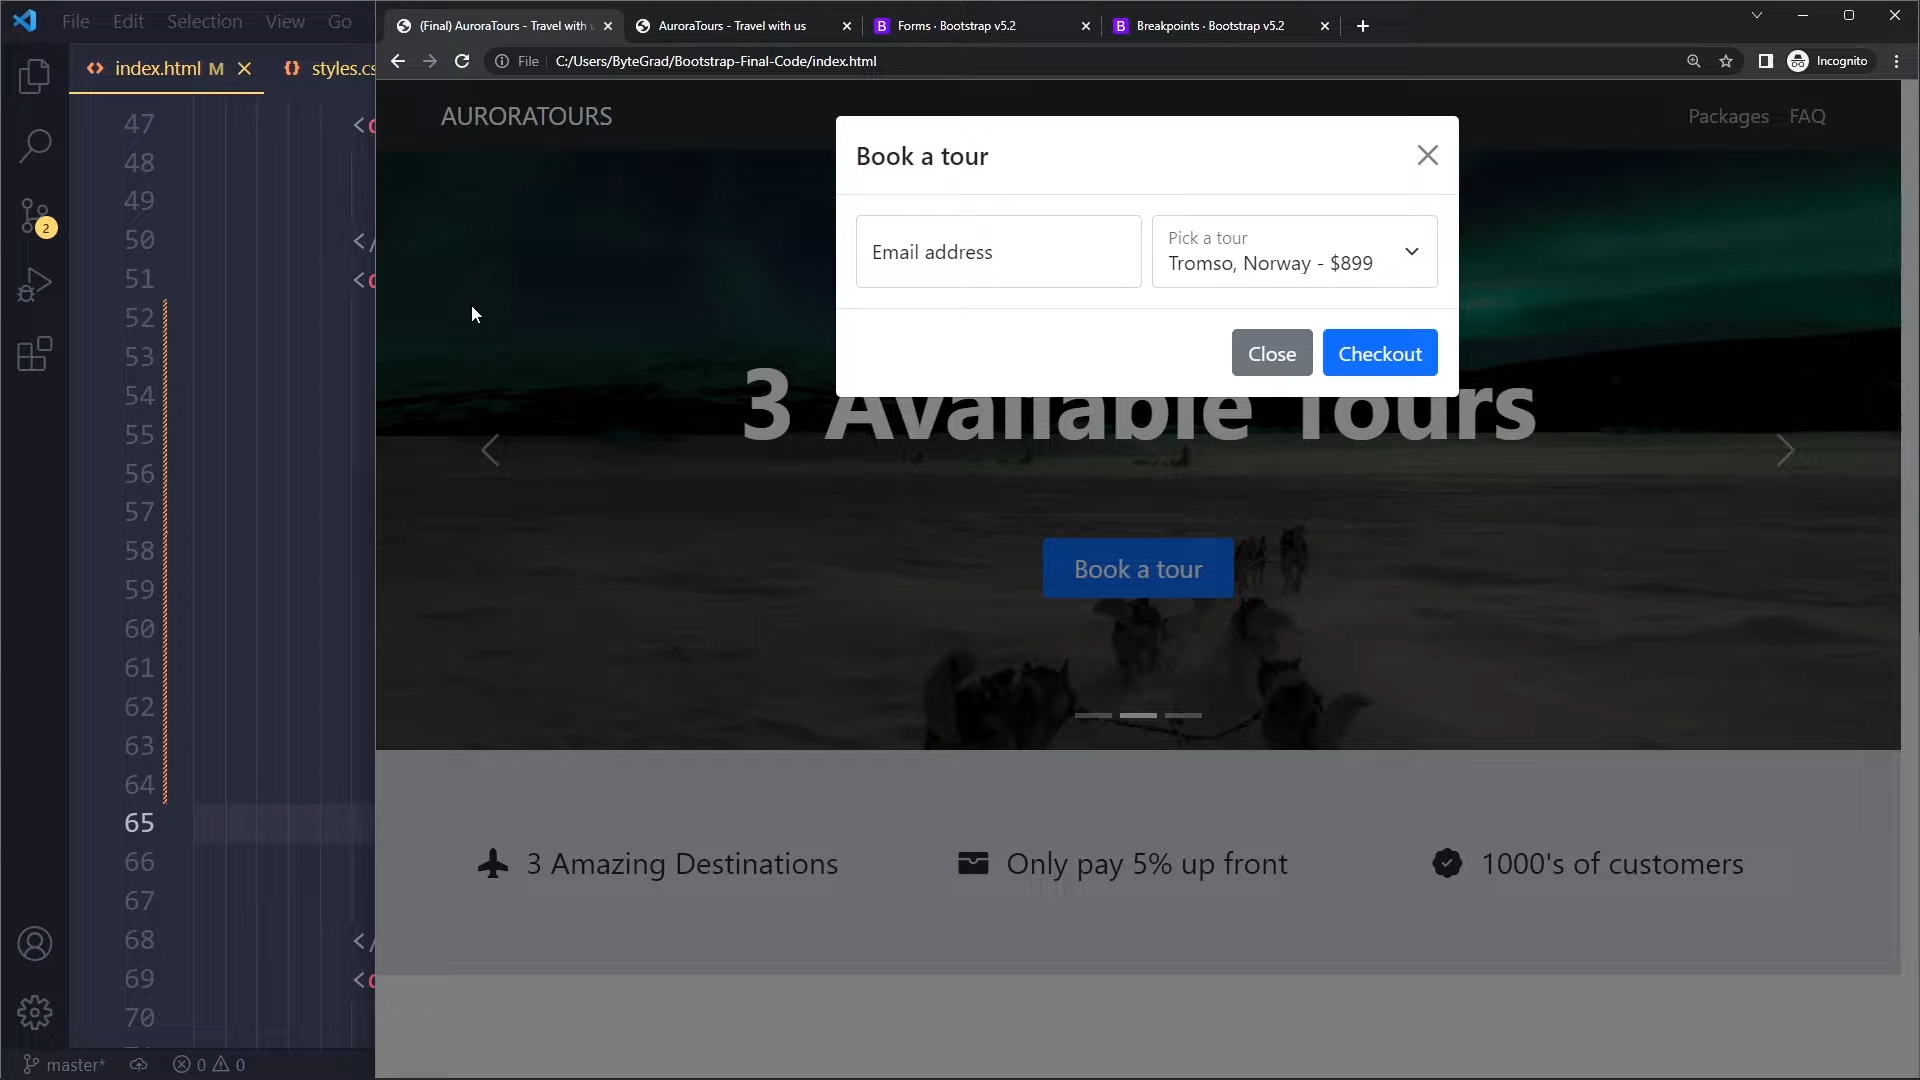 File Edit Selection View Go
(Final) AuroraTours - Travel with
AuroraTours - Travel with us
Forms · Bootstrap v5.2
Breakpoints · Bootstrap v5.2
File C:/Users/ByteGrad/Bootstrap-Final-Code/index.html
Incognito
index.html M
{} styles.cs
AURORATOURS
Packages FAQ
Book a tour
Email address
Pick a tour
Tromso, Norway - $899
Close
Checkout
3 Available Tours
Book a tour
3 Amazing Destinations
Only pay 5% up front
1000's of customers
47
48
49
50
51
52
53
54
55
56
57
58
59
60
61
62
63
64
65
66
67
68
69
70
2
master* 0 0